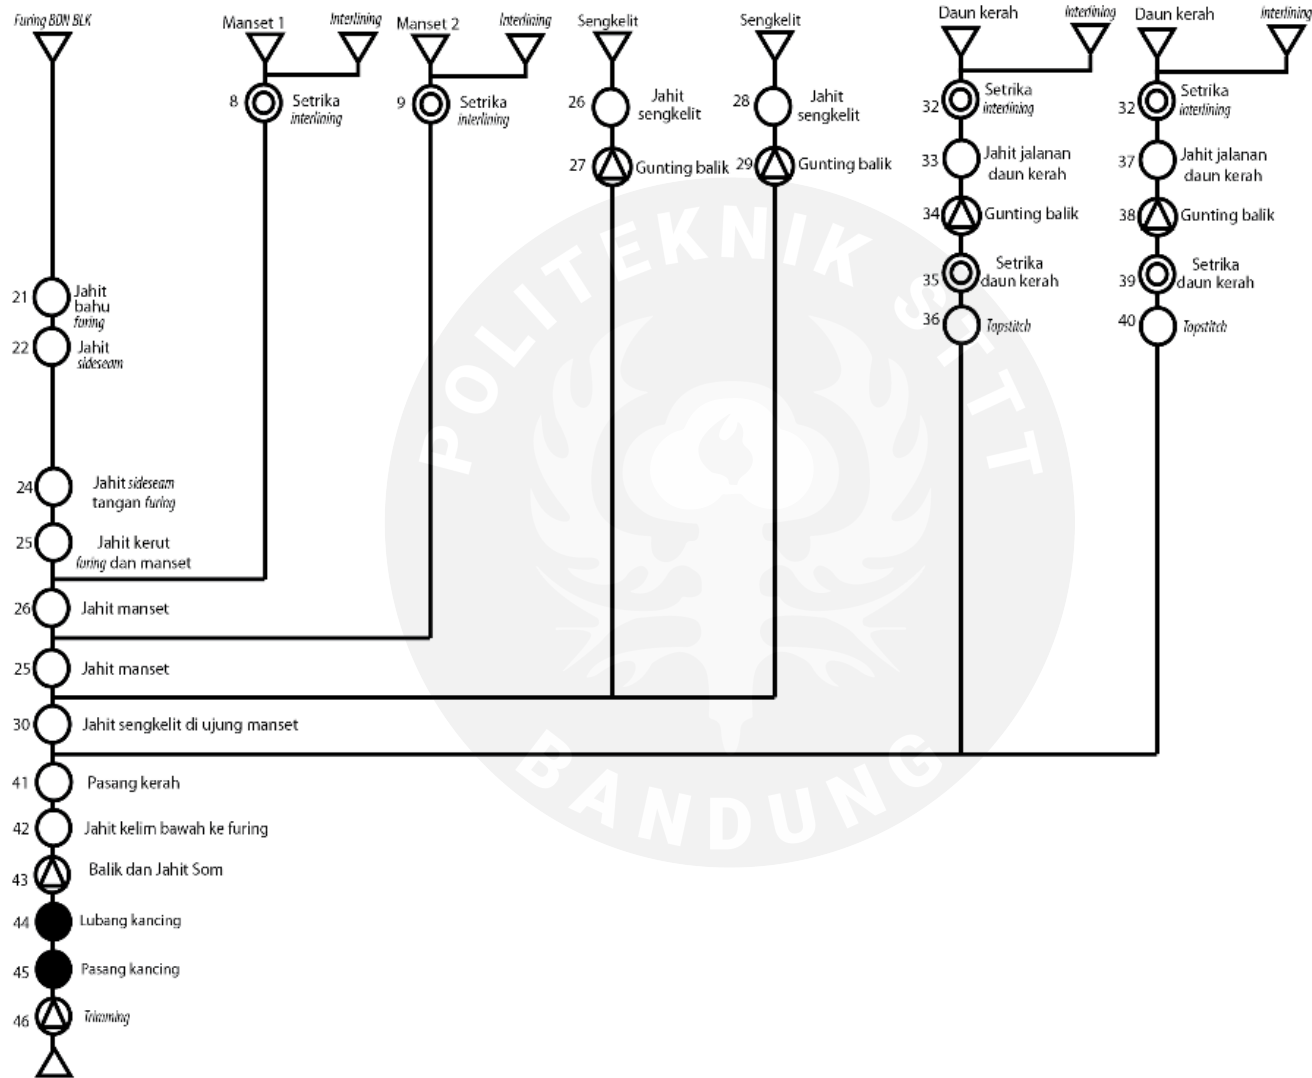 Furing BDN BLK
Manset 1
Interlining
Manset 2
Interlining
Sengkelit
Sengkelit
Daun kerah
Interlining
Daun kerah
Interlining
8
Setrika
interlining
9
Setrika
interlining
26
Jahit
sengkelit
28
Jahit
sengkelit
32
Setrika
interlining
32
Setrika
interlining
27
Gunting balik
29
Gunting balik
33
Jahit jalanan
daun kerah
37
Jahit jalanan
daun kerah
34
Gunting balik
38
Gunting balik
35
Setrika
daun kerah
39
Setrika
daun kerah
36
Topstitch
40
Topstitch
21
Jahit
bahu
furing
22
Jahit
sideseam
24
Jahit sideseam
tangan furing
25
Jahit kerut
furing dan manset
26
Jahit manset
25
Jahit manset
30
Jahit sengkelit di ujung manset
41
Pasang kerah
42
Jahit kelim bawah ke furing
43
Balik dan Jahit Som
44
Lubang kancing
45
Pasang kancing
46
Trimming
POLITEKNIK STTT
BANDUNG